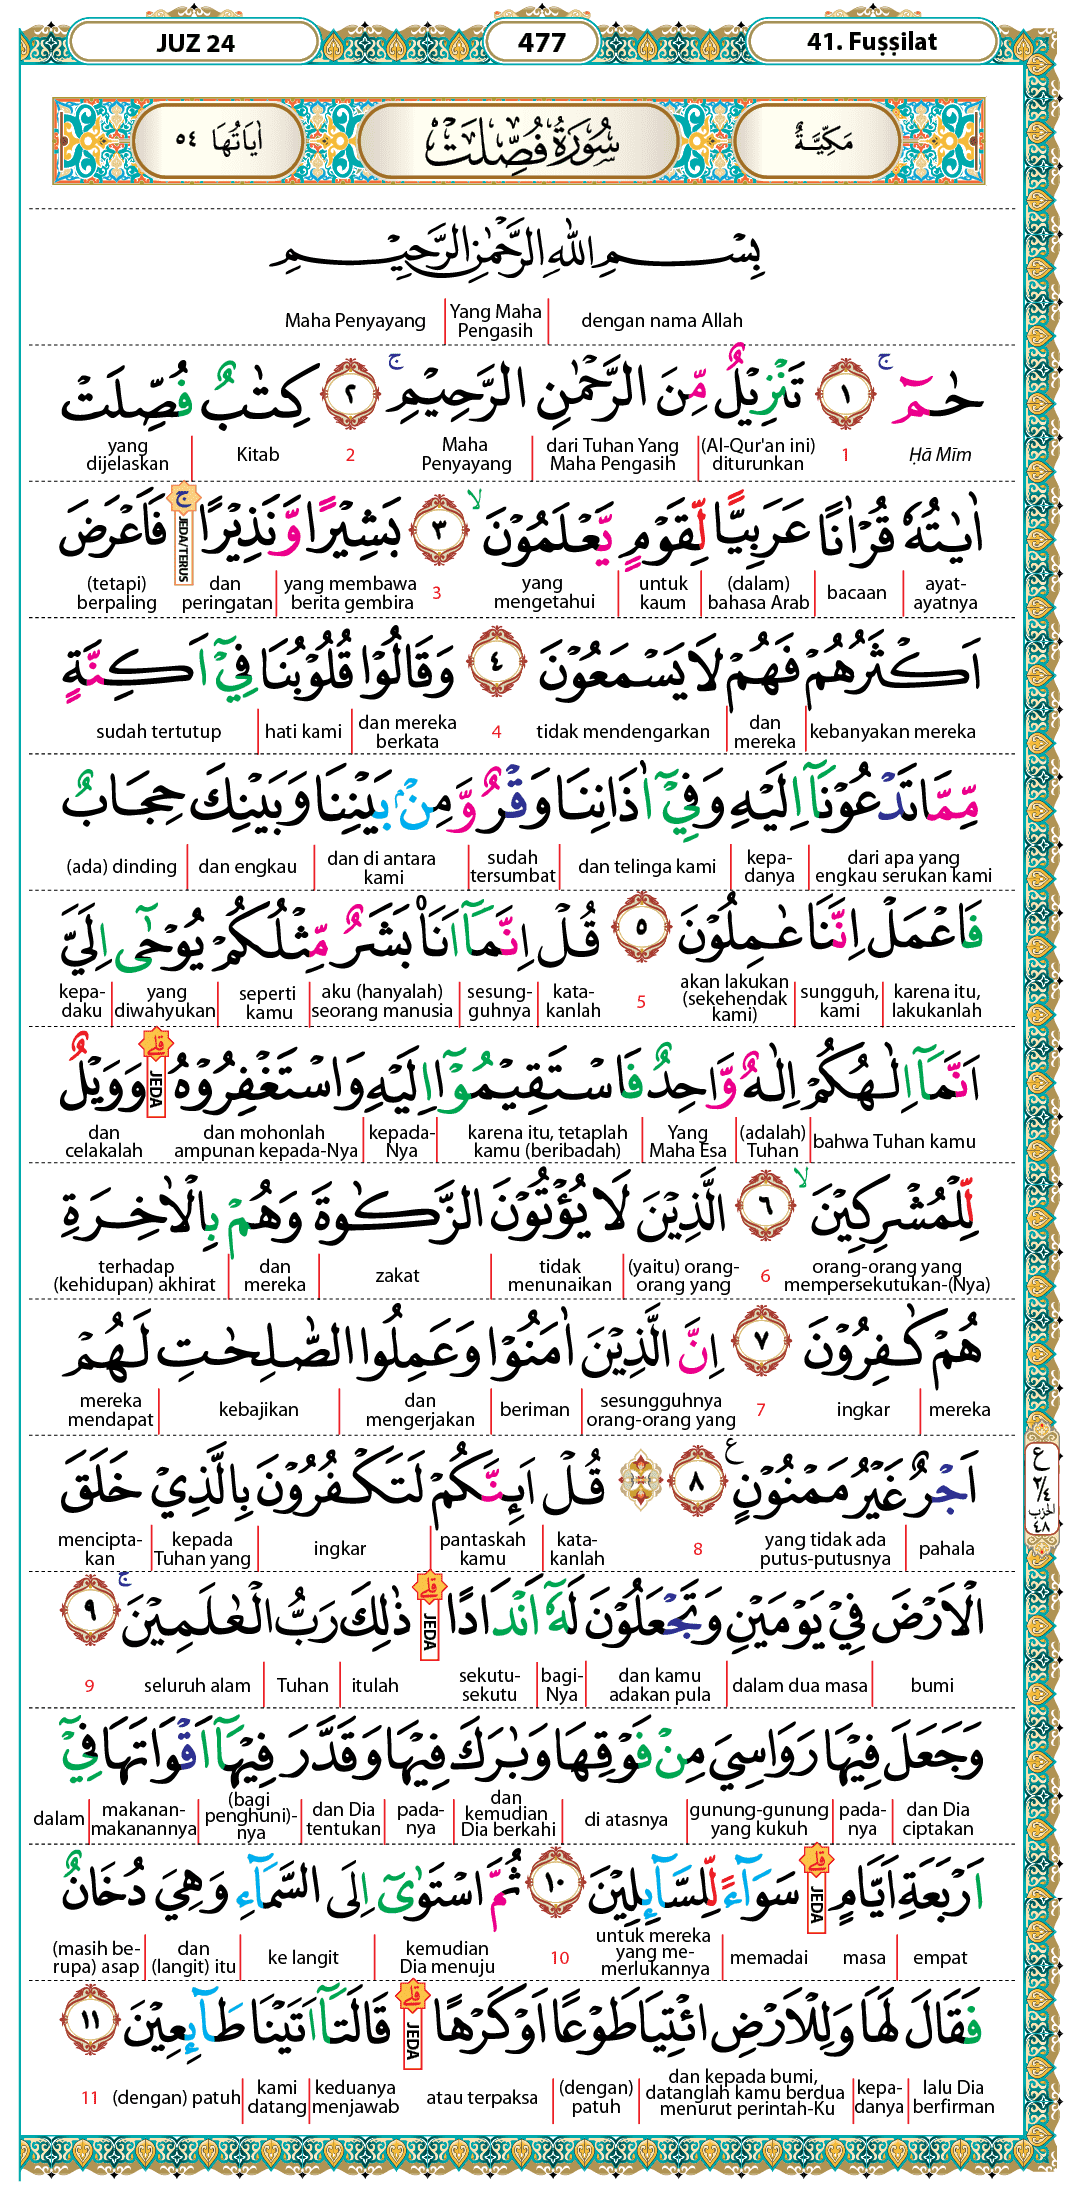 JUZ 24 477 41. Fuṣṣilat
مَكِّيَّةٌ سُوْرَةُ فُصِّلَتْ اٰيَاتُهَا ٥٤
بِسْمِ اللّٰهِ الرَّحْمٰنِ الرَّحِيْمِ
dengan nama Allah | Yang Maha Pengasih | Maha Penyayang
حٰمۤ ۚ ١ تَنْزِيْلٌ مِّنَ الرَّحْمٰنِ الرَّحِيْمِ ۚ ٢ كِتٰبٌ فُصِّلَتْ
Ḥā Mīm 1 (Al-Qur'an ini) diturunkan | dari Tuhan Yang Maha Pengasih | Maha Penyayang 2 Kitab | yang dijelaskan
اٰيٰتُهٗ قُرْاٰنًا عَرَبِيًّا لِّقَوْمٍ يَّعْلَمُوْنَ ۙ ٣ بَشِيْرًا وَّنَذِيْرًا ۚ JEDA/TERUS فَاَعْرَضَ
ayat-ayatnya | bacaan | (dalam) bahasa Arab | untuk kaum | yang mengetahui 3 yang membawa berita gembira | dan peringatan (tetapi) berpaling
اَكْثَرُهُمْ فَهُمْ لَا يَسْمَعُوْنَ ٤ وَقَالُوْا قُلُوْبُنَا فِيْٓ اَكِنَّةٍ
kebanyakan mereka | dan mereka | tidak mendengarkan 4 dan mereka berkata | hati kami | sudah tertutup
مِّمَّا تَدْعُوْنَآ اِلَيْهِ وَفِيْٓ اٰذَانِنَا وَقْرٌ وَّمِنْۢ بَيْنِنَا وَبَيْنِكَ حِجَابٌ
dari apa yang engkau serukan kami | kepa-danya | dan telinga kami | sudah tersumbat | dan di antara kami | dan engkau | (ada) dinding
فَاعْمَلْ اِنَّنَا عٰمِلُوْنَ ٥ قُلْ اِنَّمَآ اَنَا۠ بَشَرٌ مِّثْلُكُمْ يُوْحٰٓى اِلَيَّ
karena itu, lakukanlah | sungguh, kami | akan lakukan (sekehendak kami) 5 kata-kanlah | sesung-guhnya | aku (hanyalah) seorang manusia | seperti kamu | yang diwahyukan | kepa-daku
اَنَّمَآ اِلٰهُكُمْ اِلٰهٌ وَّاحِدٌ فَاسْتَقِيْمُوْٓا اِلَيْهِ وَاسْتَغْفِرُوْهُ ۗ JEDA وَوَيْلٌ
bahwa Tuhan kamu | (adalah) Tuhan | Yang Maha Esa | karena itu, tetaplah kamu (beribadah) | kepada-Nya | dan mohonlah ampunan kepada-Nya dan celakalah
لِّلْمُشْرِكِيْنَ ۙ ٦ الَّذِيْنَ لَا يُؤْتُوْنَ الزَّكٰوةَ وَهُمْ بِالْاٰخِرَةِ
orang-orang yang mempersekutukan-(Nya) 6 (yaitu) orang-orang yang | tidak menunaikan | zakat | dan mereka | terhadap (kehidupan) akhirat
هُمْ كٰفِرُوْنَ ٧ اِنَّ الَّذِيْنَ اٰمَنُوْا وَعَمِلُوا الصّٰلِحٰتِ لَهُمْ
mereka | ingkar 7 sesungguhnya orang-orang yang | beriman | dan mengerjakan | kebajikan | mereka mendapat
اَجْرٌ غَيْرُ مَمْنُوْنٍ ࣖ ٨ ۞ قُلْ اَىِٕنَّكُمْ لَتَكْفُرُوْنَ بِالَّذِيْ خَلَقَ
ع ٢/٤ الحزب ٤٨
pahala | yang tidak ada putus-putusnya 8 kata-kanlah | pantaskah kamu | ingkar | kepada Tuhan yang | mencipta-kan
الْاَرْضَ فِيْ يَوْمَيْنِ وَتَجْعَلُوْنَ لَهٗٓ اَنْدَادًا ۗ JEDA ذٰلِكَ رَبُّ الْعٰلَمِيْنَ ۚ ٩
bumi | dalam dua masa | dan kamu adakan pula | bagi-Nya | sekutu-sekutu itulah | Tuhan | seluruh alam 9
وَجَعَلَ فِيْهَا رَوَاسِيَ مِنْ فَوْقِهَا وَبٰرَكَ فِيْهَا وَقَدَّرَ فِيْهَآ اَقْوَاتَهَا فِيْٓ
dan Dia ciptakan | pada-nya | gunung-gunung yang kukuh | di atasnya | dan kemudian Dia berkahi | pada-nya | dan Dia tentukan | (bagi penghuni)-nya | makanan-makanannya | dalam
اَرْبَعَةِ اَيَّامٍ ۗ JEDA سَوَاۤءً لِّلسَّاۤىِٕلِيْنَ ١٠ ثُمَّ اسْتَوٰىٓ اِلَى السَّمَاۤءِ وَهِيَ دُخَانٌ
empat | masa memadai | untuk mereka yang me-merlukannya 10 kemudian Dia menuju | ke langit | dan (langit) itu | (masih be-rupa) asap
فَقَالَ لَهَا وَلِلْاَرْضِ ائْتِيَا طَوْعًا اَوْ كَرْهًا ۗ JEDA قَالَتَآ اَتَيْنَا طَاۤىِٕعِيْنَ ١١
lalu Dia berfirman | kepa-danya | dan kepada bumi, datanglah kamu berdua menurut perintah-Ku | (dengan) patuh | atau terpaksa keduanya menjawab | kami datang | (dengan) patuh 11